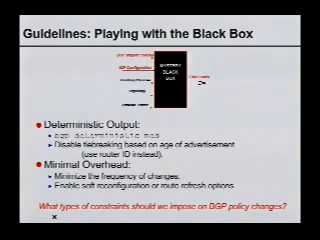 Guidelines: Playing with the Black Box
MYSTERY
BLACK
BOX
Deterministic Output:
bgp deterministic med
Disable tiebreaking based on age of advertisement
(use router ID instead).
Minimal Overhead:
Minimize the frequency of changes.
Enable soft reconfiguration or route refresh options
What types of constraints should we impose on BGP policy changes?